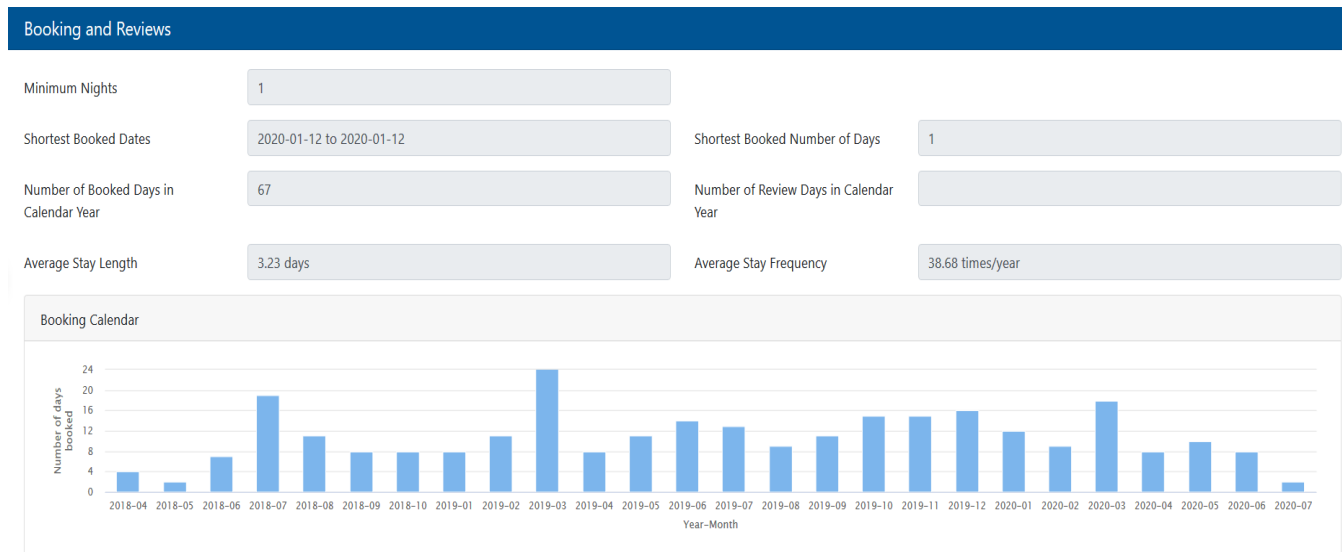 Booking and Reviews
Minimum Nights
1
Shortest Booked Dates
2020-01-12 to 2020-01-12
Shortest Booked Number of Days
1
Number of Booked Days in
Calendar Year
67
Number of Review Days in Calendar
Year
Average Stay Length
3.23 days
Average Stay Frequency
38.68 times/year
Booking Calendar
Number of days
booked
24
20
16
12
8
4
0
2018-04 2018-05 2018-06 2018-07 2018-08 2018-09 2018-10 2019-01 2019-02 2019-03 2019-04 2019-05 2019-06 2019-07 2019-08 2019-09 2019-10 2019-11 2019-12 2020-01 2020-02 2020-03 2020-04 2020-05 2020-06 2020-07
Year-Month